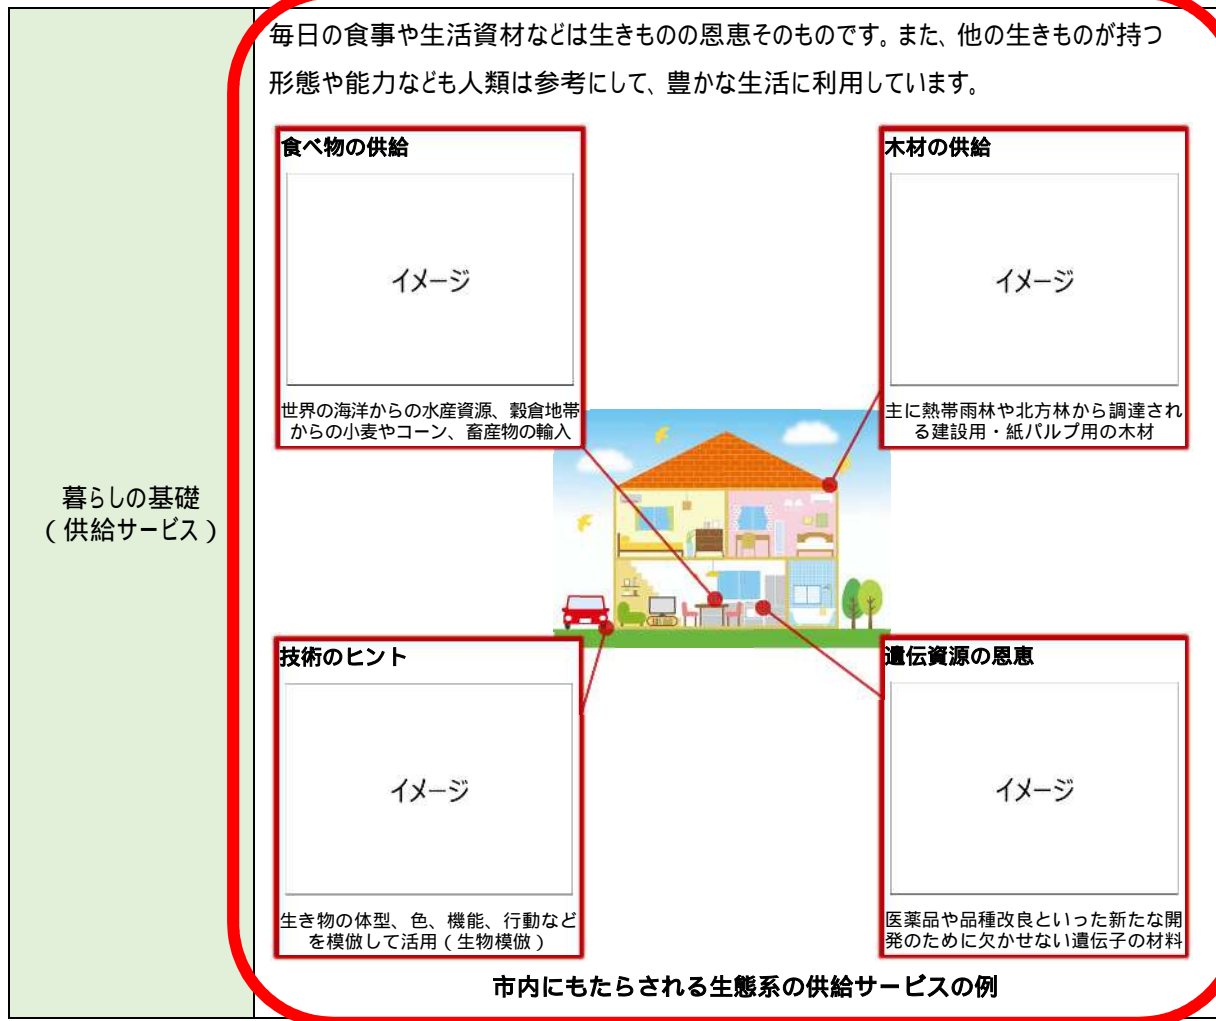 暮らしの基礎
（供給サービス）
毎日の食事や生活資材などは生きものの恩恵そのものです。また、他の生きものが持つ
形態や能力なども人類は参考にして、豊かな生活に利用しています。
食べ物の供給
イメージ
世界の海洋からの水産資源、穀倉地帯
からの小麦やコーン、畜産物の輸入
木材の供給
イメージ
主に熱帯雨林や北方林から調達され
る建設用・紙パルプ用の木材
技術のヒント
イメージ
生き物の体型、色、機能、行動など
を模倣して活用（生物模倣）
遺伝資源の恩恵
イメージ
医薬品や品種改良といった新たな開
発のために欠かせない遺伝子の材料
市内にもたらされる生態系の供給サービスの例